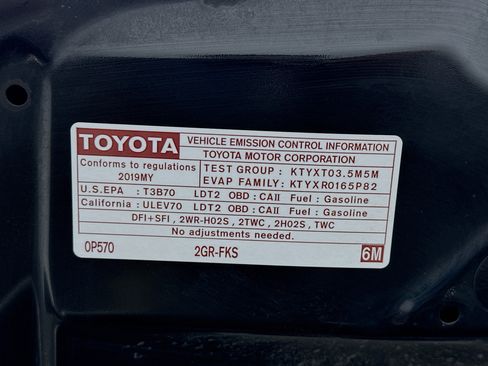 TOYOTA VEHICLE EMISSION CONTROL INFORMATION
TOYOTA MOTOR CORPORATION
Conforms to regulations
2019MY
TEST GROUP: KTYXT03.5M5M
EVAP FAMILY: KTYXR0165P82
U.S.EPA : T3B70 LDT2 OBD : CAII Fuel : Gasoline
California : ULEV70 LDT2 OBD : CAII Fuel : Gasoline
DFI+SFI , 2WR-HO2S , 2TWC , 2HO2S , TWC
No adjustments needed.
0P570 2GR-FKS 6M